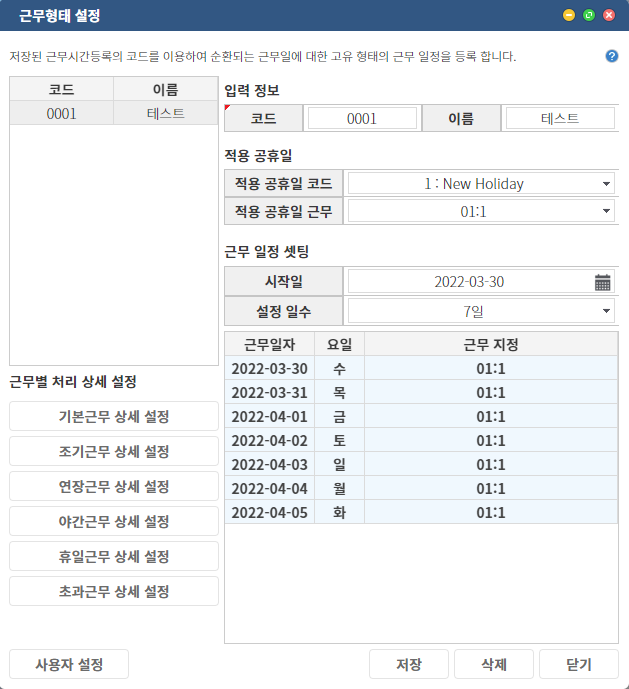 근무형태 설정
저장된 근무시간등록의 코드를 이용하여 순환되는 근무일에 대한 고유 형태의 근무 일정을 등록 합니다.
?
코드 이름
0001 테스트
입력 정보
코드 0001 이름 테스트
적용 공휴일
적용 공휴일 코드 1 : New Holiday
적용 공휴일 근무 01:1
근무 일정 셋팅
시작일 2022-03-30
설정 일수 7일
근무일자 요일 근무 지정
2022-03-30 수 01:1
2022-03-31 목 01:1
2022-04-01 금 01:1
2022-04-02 토 01:1
2022-04-03 일 01:1
2022-04-04 월 01:1
2022-04-05 화 01:1
근무별 처리 상세 설정
기본근무 상세 설정
조기근무 상세 설정
연장근무 상세 설정
야간근무 상세 설정
휴일근무 상세 설정
초과근무 상세 설정
사용자 설정 저장 삭제 닫기